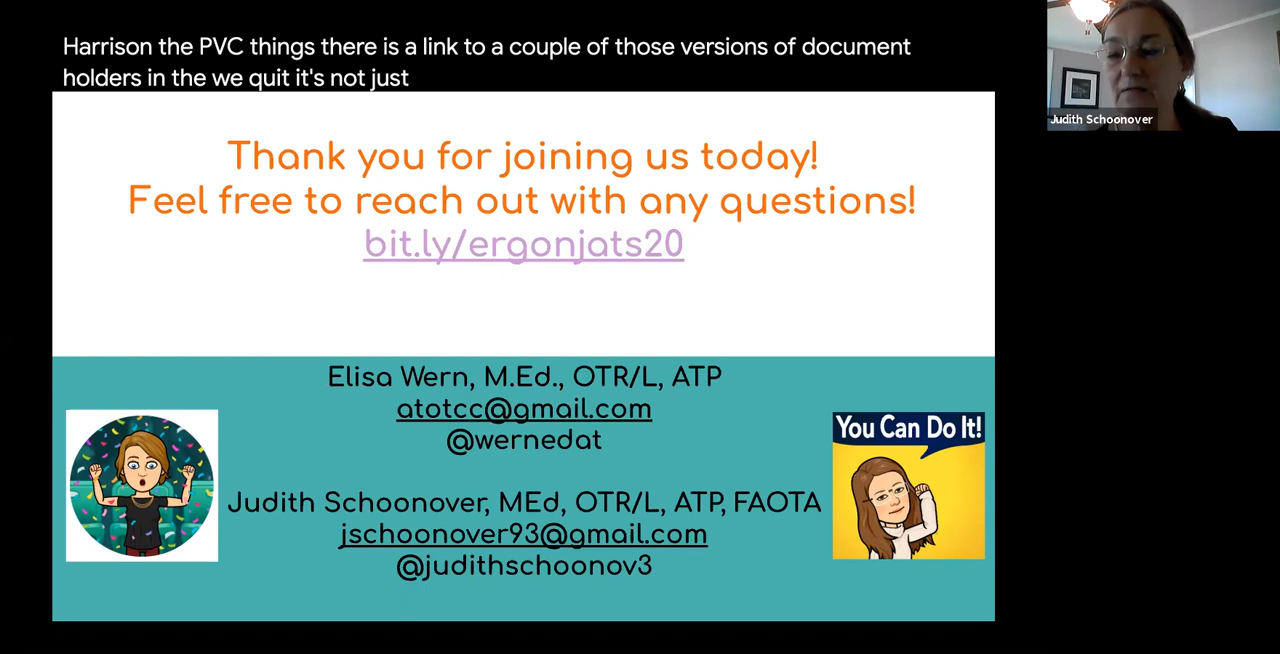 Harrison the PVC things there is a link to a couple of those versions of document
holders in the we quit it's not just
Judith Schoonover
Thank you for joining us today!
Feel free to reach out with any questions!
bit.ly/ergonjats20
Elisa Wern, M.Ed., OTR/L, ATP
atotcc@gmail.com
@wernedat
You Can Do It!
Judith Schoonover, MEd, OTR/L, ATP, FAOTA
jschoonover93@gmail.com
@judithschoonov3